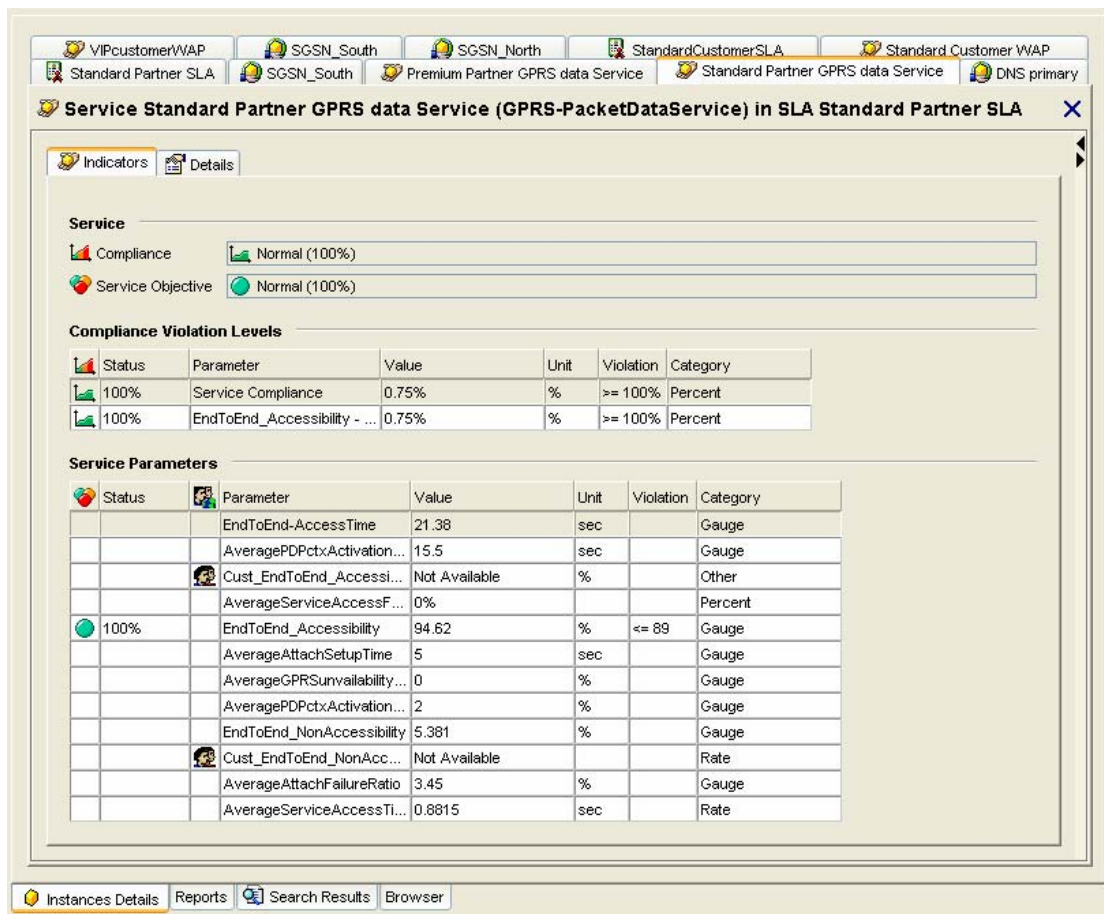 VIPcustomerWAP SGSN_South SGSN_North StandardCustomerSLA Standard Customer WAP
Standard Partner SLA SGSN_South Premium Partner GPRS data Service Standard Partner GPRS data Service DNS primary
Service Standard Partner GPRS data Service (GPRS-PacketDataService) in SLA Standard Partner SLA
Indicators Details
Service
Compliance Normal (100%)
Service Objective Normal (100%)
Compliance Violation Levels
Status Parameter Value Unit Violation Category
100% Service Compliance 0.75% % >= 100% Percent
100% EndToEnd_Accessibility - ... 0.75% % >= 100% Percent
Service Parameters
Status Parameter Value Unit Violation Category
EndToEnd-AccessTime 21.38 sec Gauge
AveragePDPctxActivation... 15.5 sec Gauge
Cust_EndToEnd_Accessi... Not Available % Other
AverageServiceAccessF... 0% Percent
100% EndToEnd_Accessibility 94.62 % <= 89 Gauge
AverageAttachSetupTime 5 sec Gauge
AverageGPRSunvailability... 0 % Gauge
AveragePDPctxActivation... 2 % Gauge
EndToEnd_NonAccessibility 5.381 % Gauge
Cust_EndToEnd_NonAcc... Not Available Rate
AverageAttachFailureRatio 3.45 % Gauge
AverageServiceAccessTi... 0.8815 sec Rate
Instances Details Reports Search Results Browser